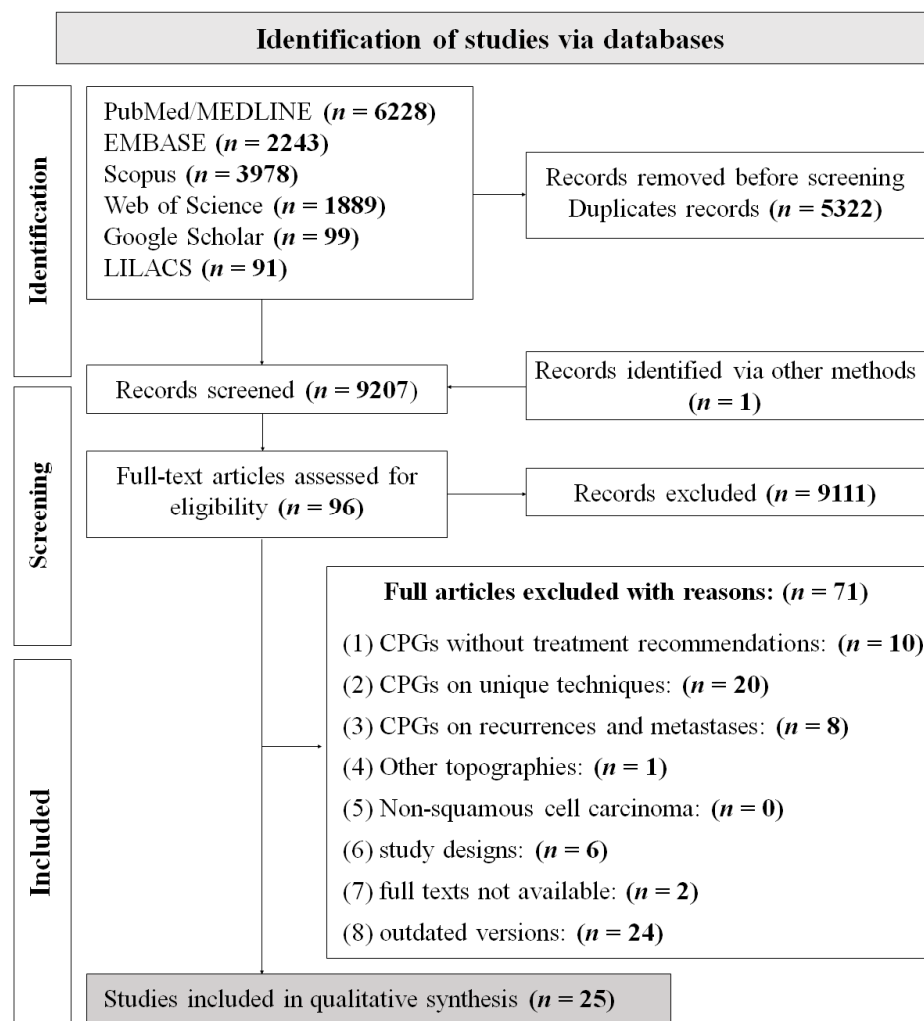 Identification of studies via databases
Identification
PubMed/MEDLINE (n = 6228)
EMBASE (n = 2243)
Scopus (n = 3978)
Web of Science (n = 1889)
Google Scholar (n = 99)
LILACS (n = 91)
Records removed before screening
Duplicates records (n = 5322)
Records screened (n = 9207)
Records identified via other methods
(n = 1)
Screening
Full-text articles assessed for
eligibility (n = 96)
Records excluded (n = 9111)
Full articles excluded with reasons: (n = 71)
(1) CPGs without treatment recommendations: (n = 10)
(2) CPGs on unique techniques: (n = 20)
(3) CPGs on recurrences and metastases: (n = 8)
(4) Other topographies: (n = 1)
(5) Non-squamous cell carcinoma: (n = 0)
(6) study designs: (n = 6)
(7) full texts not available: (n = 2)
(8) outdated versions: (n = 24)
Included
Studies included in qualitative synthesis (n = 25)